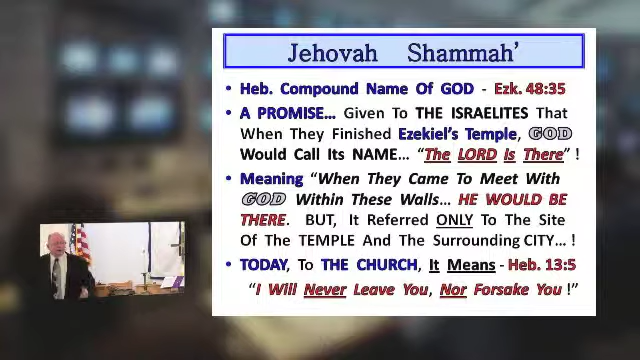 Jehovah Shammah'
• Heb. Compound Name Of GOD - Ezk. 48:35
• A PROMISE... Given To THE ISRAELITES That
When They Finished Ezekiel's Temple, GOD
Would Call Its NAME... "The LORD Is There" !
• Meaning "When They Came To Meet With
GOD Within These Walls... HE WOULD BE
THERE. BUT, It Referred ONLY To The Site
Of The TEMPLE And The Surrounding CITY... !
• TODAY, To THE CHURCH, It Means - Heb. 13:5
"I Will Never Leave You, Nor Forsake You !"